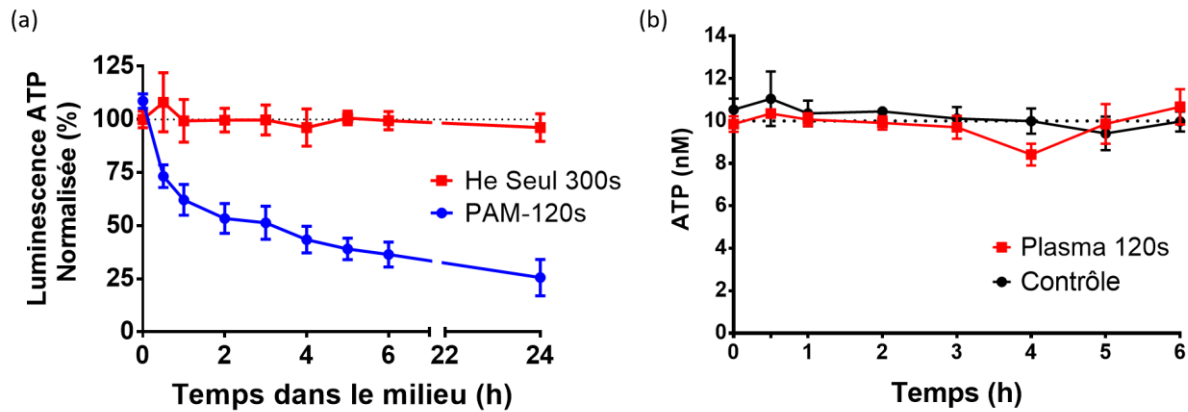 (a)
Luminescence ATP
Normalisée (%)
125
100
75
50
25
0
0
2
4
6
22
24
Temps dans le milieu (h)
He Seul 300s
PAM-120s
(b)
ATP (nM)
14
12
10
8
6
4
2
0
0
1
2
3
4
5
6
Temps (h)
Plasma 120s
Contrôle